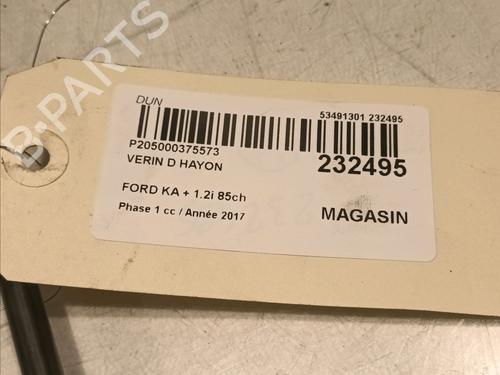 B-PARTS
DUN
53491301 232495
P205000375573
VERIN D HAYON
232495
FORD KA + 1.2i 85ch
Phase 1 cc / Année 2017
MAGASIN